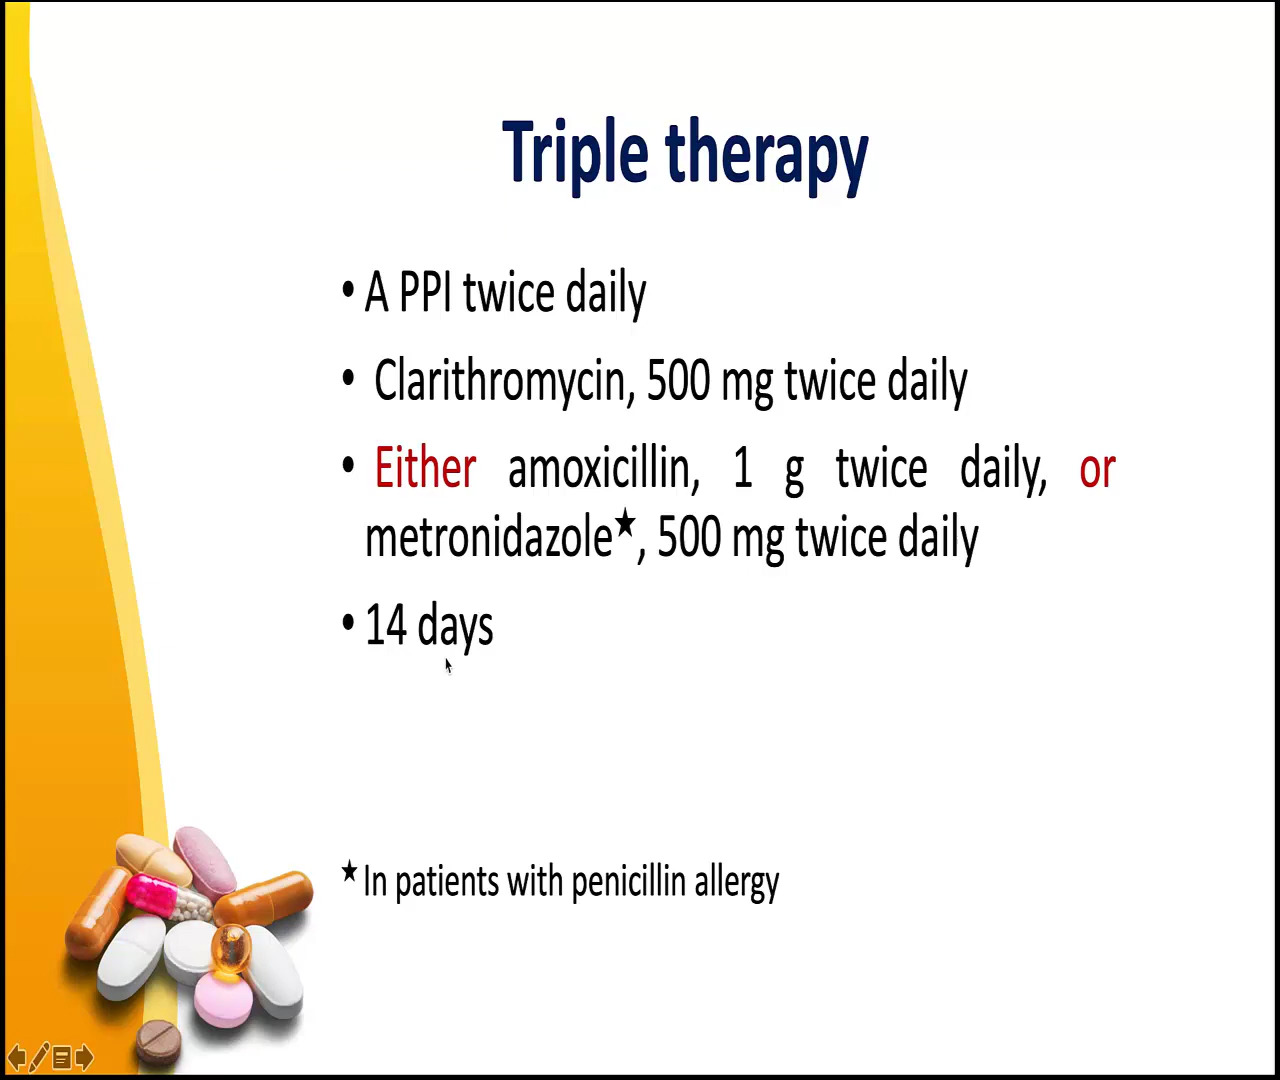 Triple therapy
• A PPI twice daily
• Clarithromycin, 500 mg twice daily
• Either amoxicillin, 1 g twice daily, or
metronidazole★, 500 mg twice daily
• 14 days
★ In patients with penicillin allergy